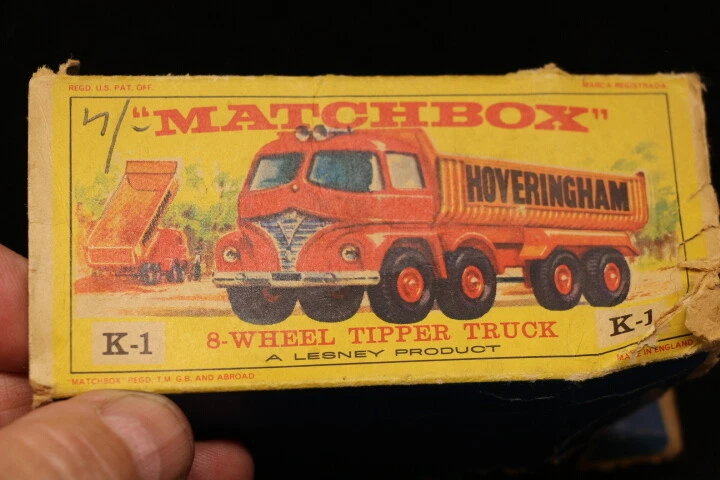 REGD. U.S. PAT. OFF.
MARCA REGISTRADA
7/-
"MATCHBOX"
HOVERINGHAM
K-1
8-WHEEL TIPPER TRUCK
K-1
A LESNEY PRODUCT
MADE IN ENGLAND
"MATCHBOX" REGD. T.M. G.B. AND ABROAD